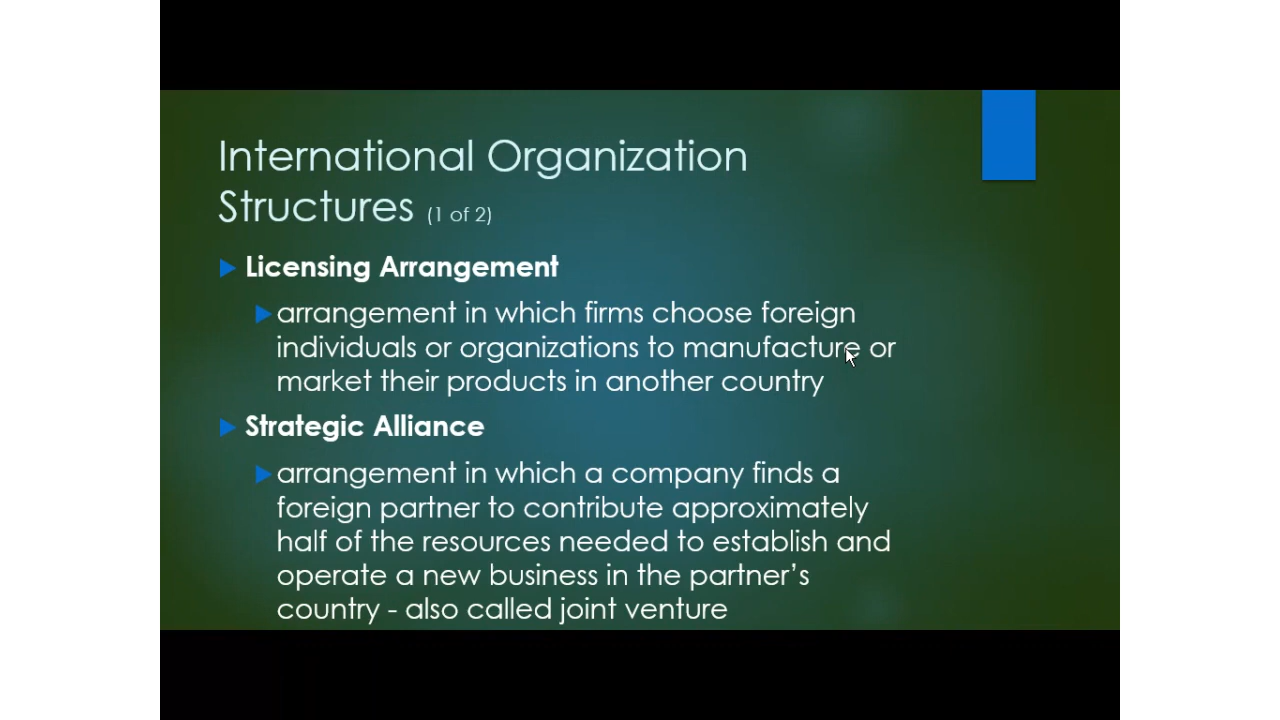 International Organization
Structures (1 of 2)
Licensing Arrangement
arrangement in which firms choose foreign
individuals or organizations to manufacture or
market their products in another country
Strategic Alliance
arrangement in which a company finds a
foreign partner to contribute approximately
half of the resources needed to establish and
operate a new business in the partner’s
country - also called joint venture